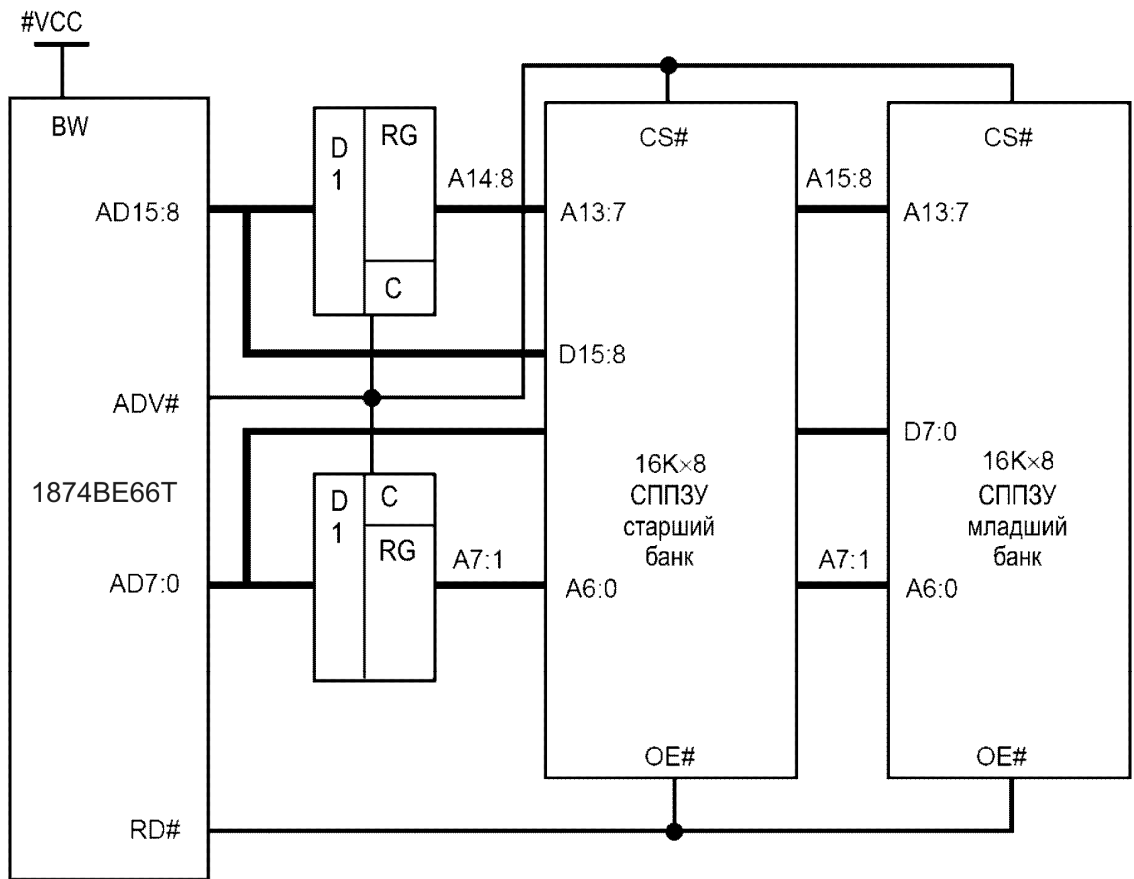 #VCC
BW
AD15:8
ADV#
1874BE66T
AD7:0
RD#
D
1
RG
C
D
1
C
RG
A14:8
A7:1
CS#
A13:7
D15:8
16K×8
СППЗУ
старший
банк
A6:0
OE#
A15:8
A7:1
CS#
A13:7
D7:0
16K×8
СППЗУ
младший
банк
A6:0
OE#